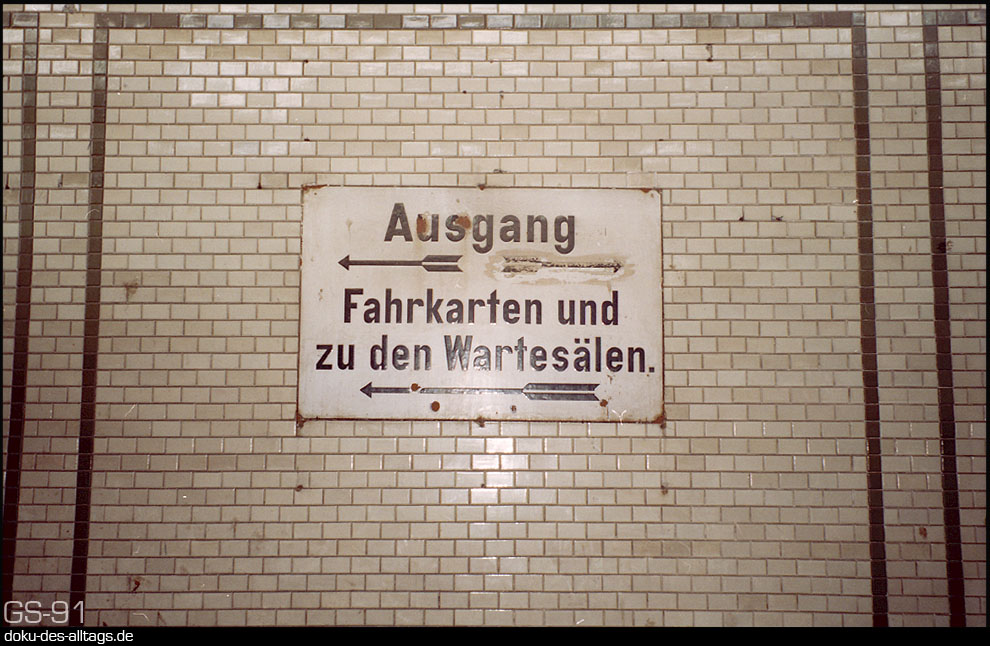 Ausgang
Fahrkarten und
zu den Wartesälen.
GS-91
doku-des-alltags.de